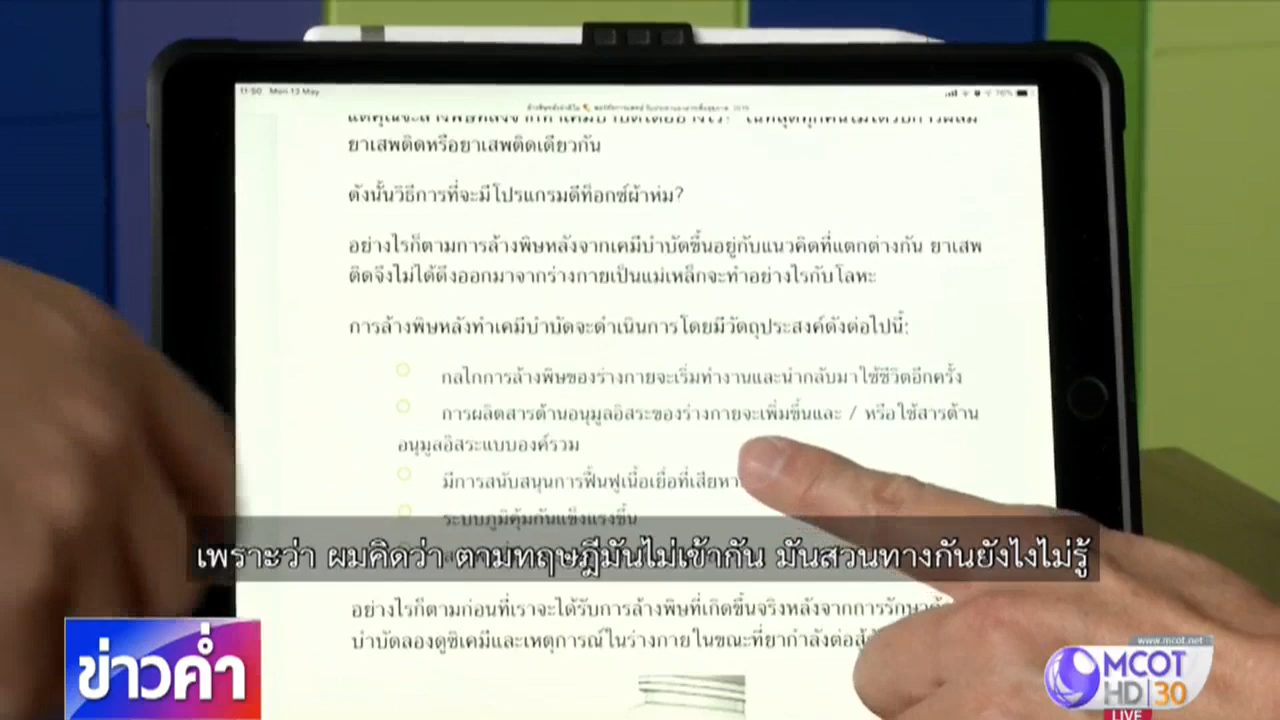 11:50 Mon 13 May
76%
ยาเสพติดหรือยาเสพติดเดียวกัน
ดังนั้นวิธีการที่จะมีโปรแกรมดีท็อกซ์ผ้าห่ม?
อย่างไรก็ตามการล้างพิษหลังจากเคมีบำบัดขึ้นอยู่กับแนวคิดที่แตกต่างกัน ยาเสพ
ติดจึงไม่ได้ดึงออกมาจากร่างกายเป็นแม่เหล็กจะทำอย่างไรกับโลหะ
การล้างพิษหลังทำเคมีบำบัดจะดำเนินการโดยมีวัตถุประสงค์ดังต่อไปนี้:
กลไกการล้างพิษของร่างกายจะเริ่มทำงานและนำกลับมาใช้ชีวิตอีกครั้ง
การผลิตสารต้านอนุมูลอิสระของร่างกายจะเพิ่มขึ้นและ / หรือใช้สารต้าน
อนุมูลอิสระแบบองค์รวม
มีการสนับสนุนการฟื้นฟูเนื้อเยื่อที่เสียหา
ระบบภูมิคุ้มกันแข็งแรงขึ้น
เพราะว่า ผมคิดว่า ตามทฤษฎีมันไม่เข้ากัน มันสวนทางกันยังไงไม่รู้
อย่างไรก็ตามก่อนที่เราจะได้รับการล้างพิษที่เกิดขึ้นจริงหลังจากการรักษา
บำบัดลองดูซิเคมีและเหตุการณ์ในร่างกายในขณะที่ยากำลังต่อสู้
ข่าวค่ำ
www.mcot.net
MCOT
HD 30
LIVE